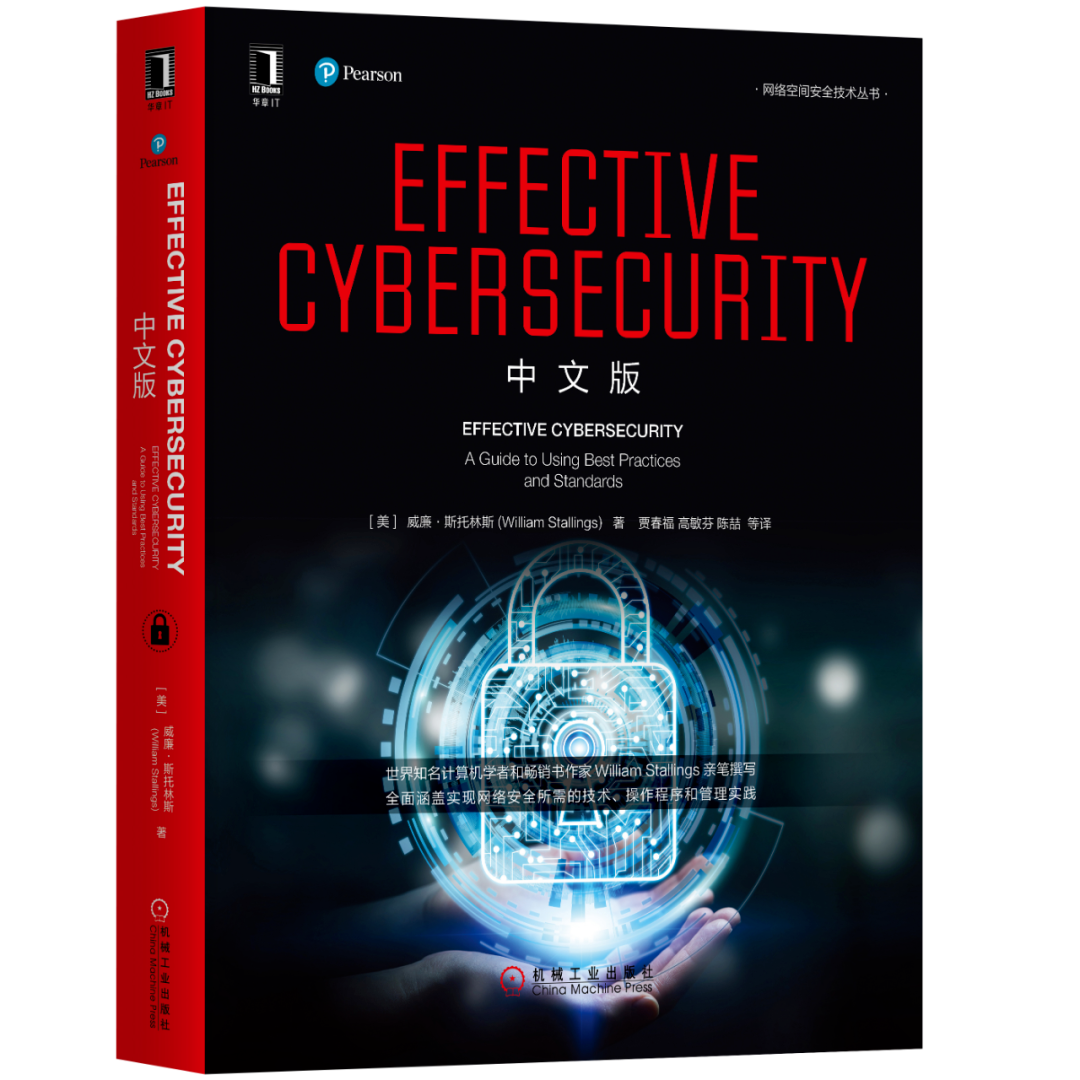 HZ BOOKS
华章IT
Pearson
EFFECTIVE CYBERSECURITY
中文版
EFFECTIVE CYBERSECURITY
A Guide to Using Best Practices
and Standards
[美] 威廉·斯托林斯
(William Stallings)
著
机械工业出版社
China Machine Press
HZ BOOKS
华章IT
Pearson
·网络空间安全技术丛书·
EFFECTIVE
CYBERSECURITY
中文版
EFFECTIVE CYBERSECURITY
A Guide to Using Best Practices
and Standards
[美] 威廉·斯托林斯 (William Stallings) 著 贾春福 高敏芬 陈喆 等译
世界知名计算机学者和畅销书作家 William Stallings 亲笔撰写
全面涵盖实现网络安全所需的技术、操作程序和管理实践
机械工业出版社
China Machine Press